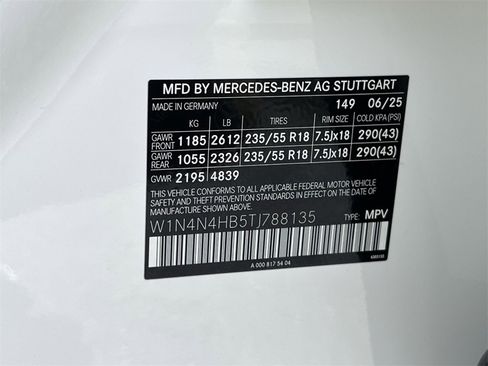 MFD BY MERCEDES-BENZ AG STUTTGART
MADE IN GERMANY 149 06/25
KG LB TIRES RIM SIZE COLD KPA (PSI)
GAWR FRONT 1185 2612 235/55 R18 7.5Jx18 290(43)
GAWR REAR 1055 2326 235/55 R18 7.5Jx18 290(43)
GVWR 2195 4839
THIS VEHICLE CONFORMS TO ALL APPLICABLE FEDERAL MOTOR VEHICLE
SAFETY, BUMPER, AND THEFT PREVENTION STANDARDS IN EFFECT ON THE
DATE OF MANUFACTURE SHOWN ABOVE.
W1N4N4HB5TJ788135 TYPE: MPV
A 000 817 54 04